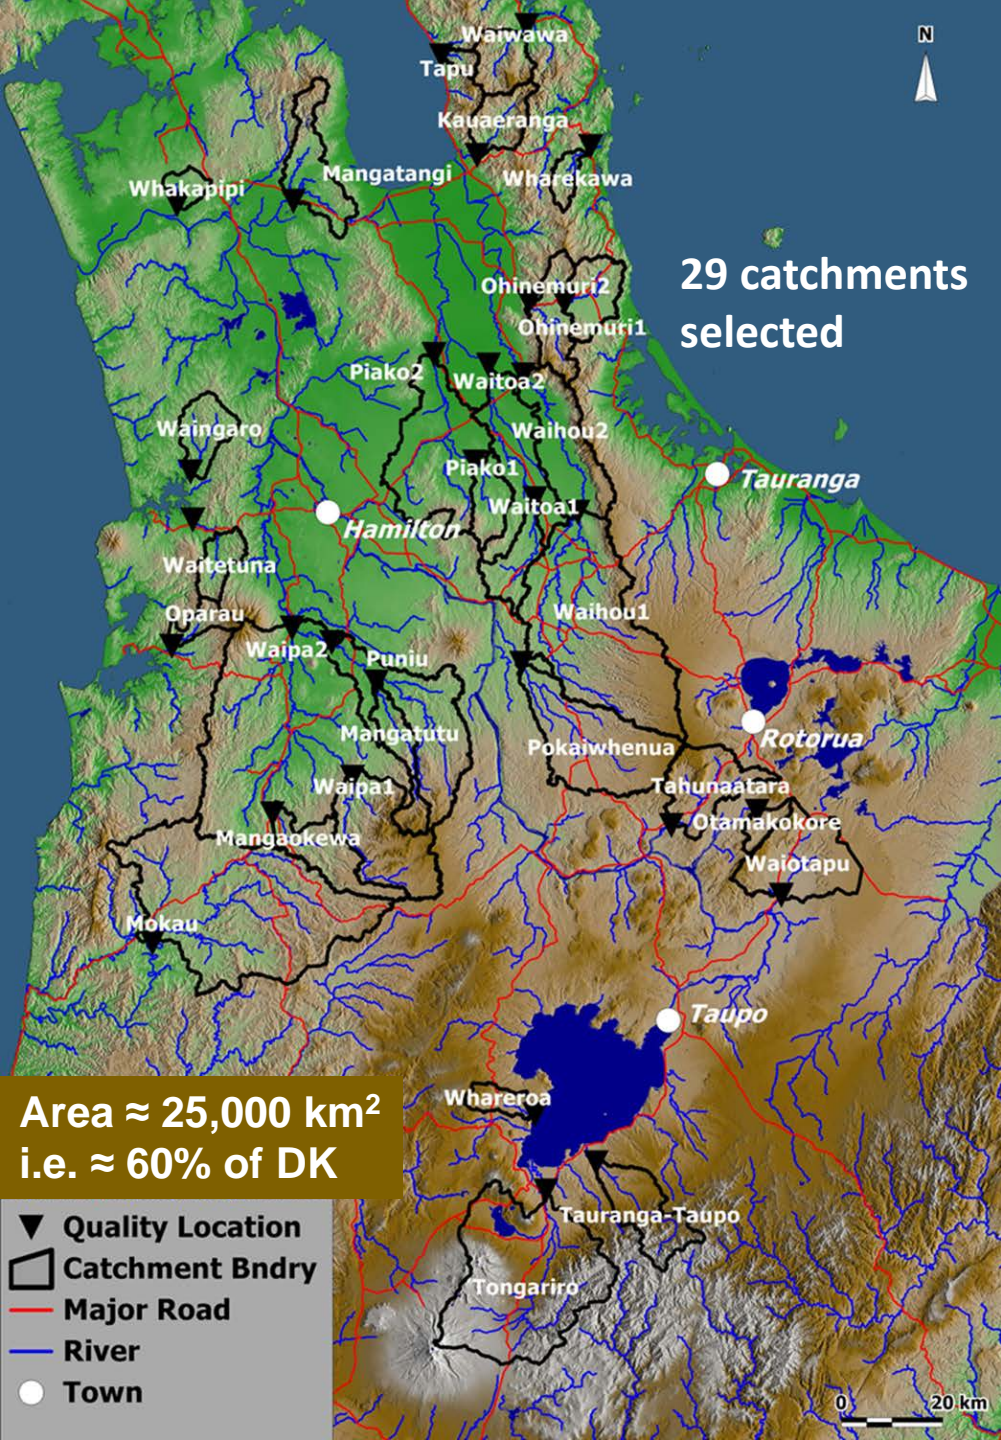 Waiwawa
N
Tapu
Kauaeranga
Mangatangi
Wharekawa
Whakapipi
29 catchments
selected
Ohinemuri2
Ohinemuri1
Piako2
Waitoa2
Waingaro
Waihou2
Piako1
Tauranga
Waitoa1
Hamilton
Waitetuna
Oparau
Waihou1
Waipa2
Puniu
Mangatutu
Pokaiwhenua
Rotorua
Waipa1
Tahunaatara
Otamakokore
Mangaokewa
Waiotapu
Mokau
Taupo
Whareroa
Area ≈ 25,000 km²
i.e. ≈ 60% of DK
Tauranga-Taupo
Tongariro
Quality Location
Catchment Bndry
Major Road
River
Town
0 20 km